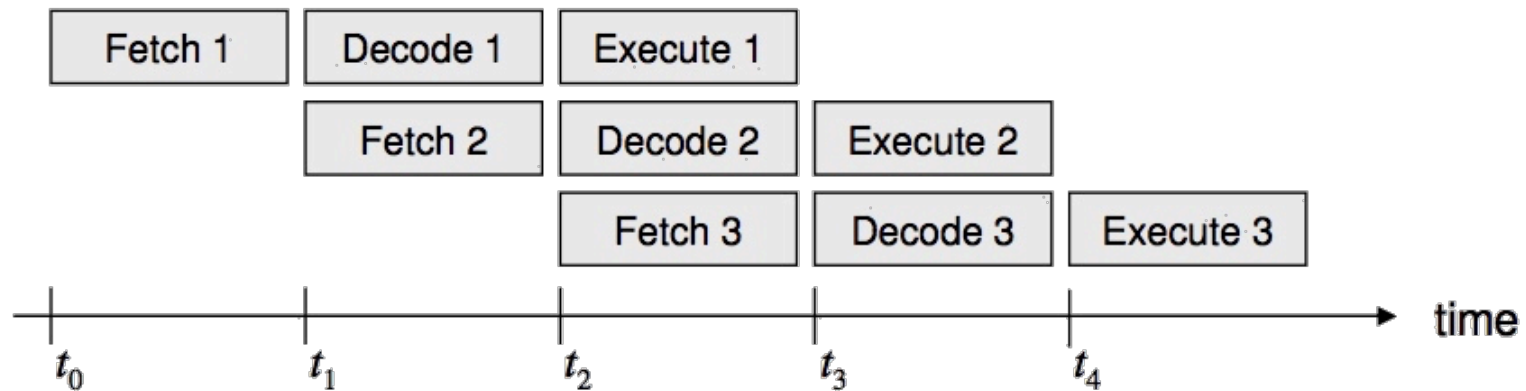 Fetch 1 Decode 1 Execute 1
Fetch 2 Decode 2 Execute 2
Fetch 3 Decode 3 Execute 3
time
t0 t1 t2 t3 t4